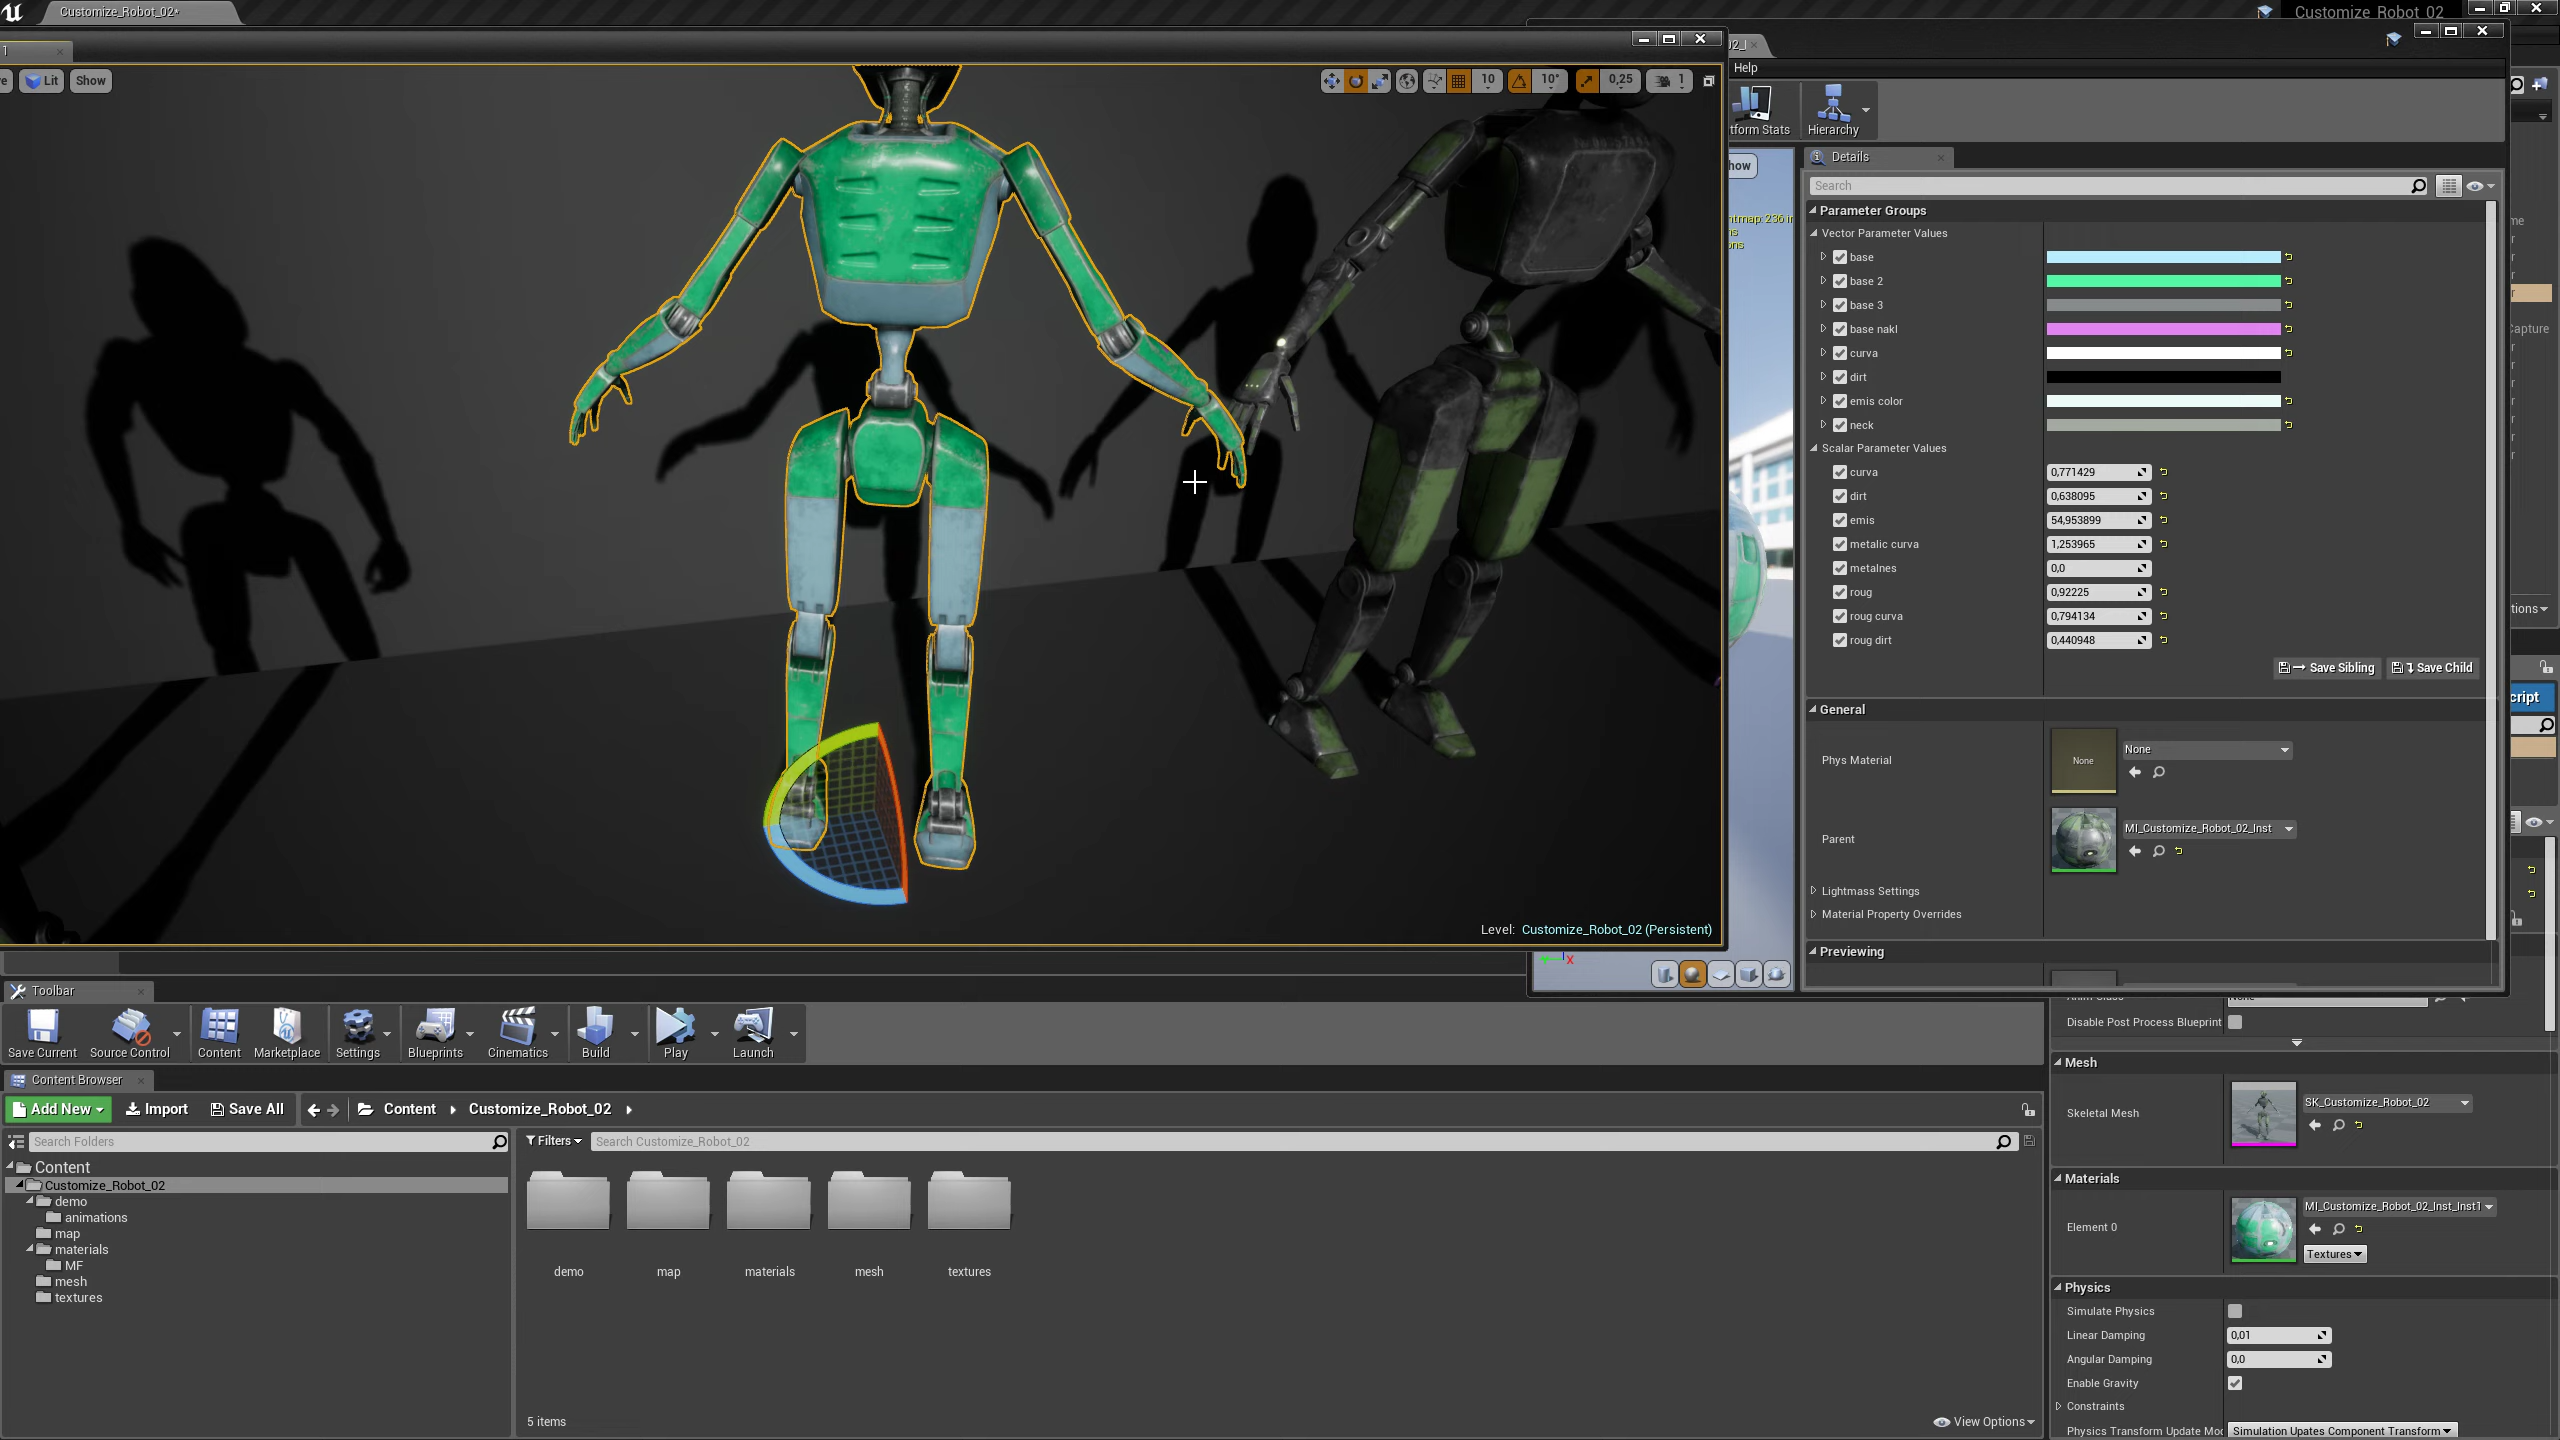 Customize_Robot_02•
Customize_Robot_02
1
Lit
Show
10
10°
0,25
1
Help
Platform Stats
Hierarchy
Details
Search
Parameter Groups
Vector Parameter Values
base
base 2
base 3
base nakl
curva
dirt
emis color
neck
Scalar Parameter Values
curva 0,771429
dirt 0,638095
emis 54,953899
metalic curva 1,253965
metalnes 0,0
roug 0,92225
roug curva 0,794134
roug dirt 0,440948
Save Sibling
Save Child
General
Phys Material
None
None
Parent
MI_Customize_Robot_02_Inst
Lightmass Settings
Material Property Overrides
Previewing
Level: Customize_Robot_02 (Persistent)
X
Toolbar
Save Current
Source Control
Content
Marketplace
Settings
Blueprints
Cinematics
Build
Play
Launch
Content Browser
Add New
Import
Save All
Content
Customize_Robot_02
Search Folders
Filters
Search Customize_Robot_02
Content
Customize_Robot_02
demo
animations
map
materials
MF
mesh
textures
demo
map
materials
mesh
textures
5 items
View Options
Disable Post Process Blueprint
Mesh
Skeletal Mesh
SK_Customize_Robot_02
Materials
Element 0
MI_Customize_Robot_02_Inst_Inst1
Textures
Physics
Simulate Physics
Linear Damping 0,01
Angular Damping 0,0
Enable Gravity
Constraints
Physics Transform Update Mo
Simulation Upates Component Transform